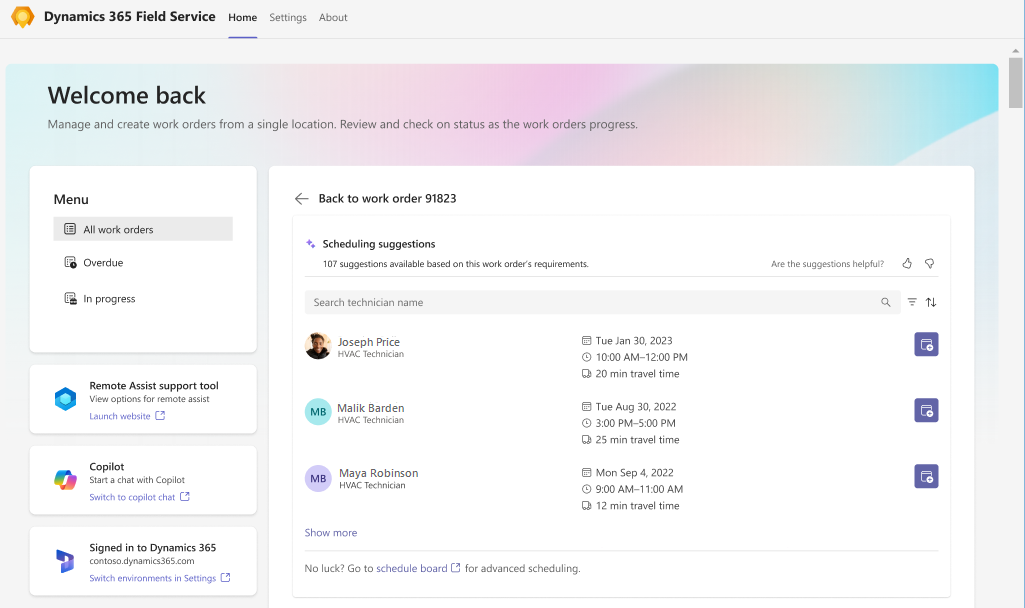 Dynamics 365 Field Service Home Settings About
Welcome back
Manage and create work orders from a single location. Review and check on status as the work orders progress.
Menu
All work orders
Overdue
In progress
Remote Assist support tool
View options for remote assist
Launch website
Copilot
Start a chat with Copilot
Switch to copilot chat
Signed in to Dynamics 365
contoso.dynamics365.com
Switch environments in Settings
Back to work order 91823
Scheduling suggestions
107 suggestions available based on this work order's requirements. Are the suggestions helpful?
Search technician name
Joseph Price
HVAC Technician
Tue Jan 30, 2023
10:00 AM–12:00 PM
20 min travel time
MB
Malik Barden
HVAC Technician
Tue Aug 30, 2022
3:00 PM–5:00 PM
25 min travel time
MB
Maya Robinson
HVAC Technician
Mon Sep 4, 2022
9:00 AM–11:00 AM
12 min travel time
Show more
No luck? Go to schedule board for advanced scheduling.